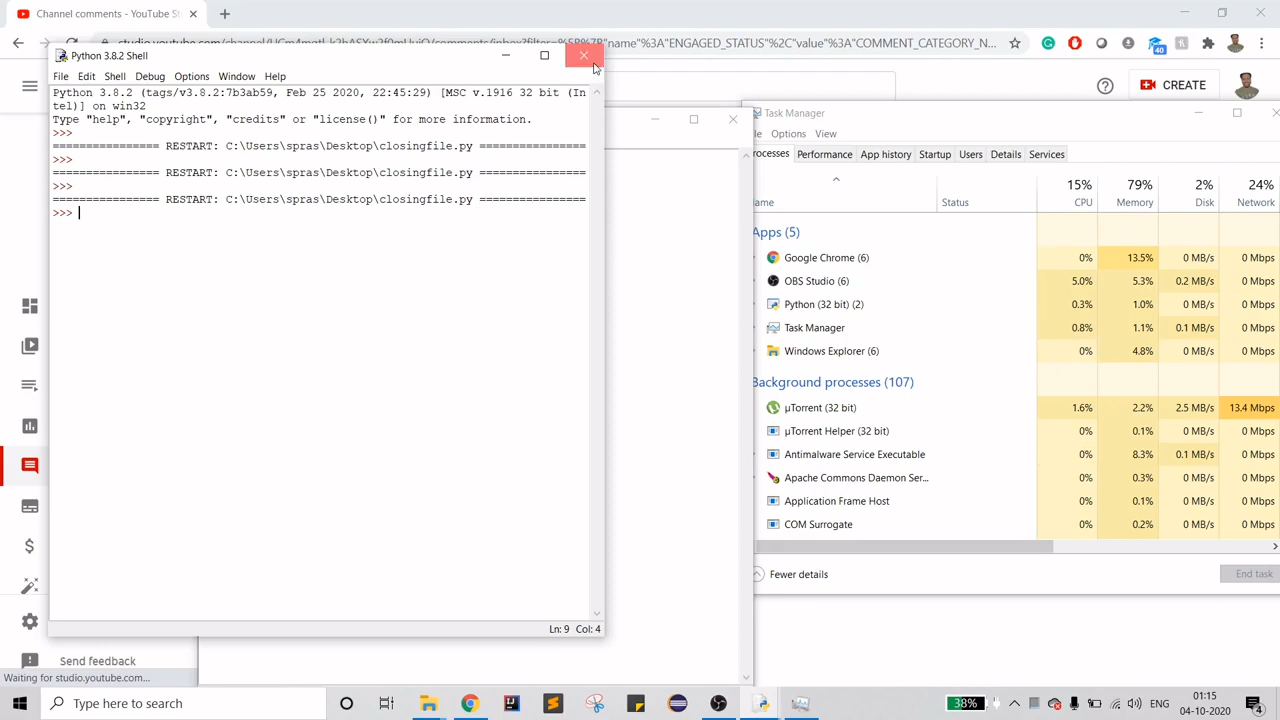 Channel comments - YouTube St
"name"%3A"ENGAGED_STATUS"%2C"value"%3A"COMMENT_CATEGORY_N...
40
CREATE
Python 3.8.2 Shell
File Edit Shell Debug Options Window Help
Python 3.8.2 (tags/v3.8.2:7b3ab59, Feb 25 2020, 22:45:29) [MSC v.1916 32 bit (In
tel)] on win32
Type "help", "copyright", "credits" or "license()" for more information.
>>>
================ RESTART: C:\Users\spras\Desktop\closingfile.py ================
>>>
================ RESTART: C:\Users\spras\Desktop\closingfile.py ================
>>>
================ RESTART: C:\Users\spras\Desktop\closingfile.py ================
>>>
Ln: 9 Col: 4
Task Manager
le Options View
rocesses Performance App history Startup Users Details Services
15% 79% 2% 24%
ame Status CPU Memory Disk Network
Apps (5)
Google Chrome (6) 0% 13.5% 0 MB/s 0 Mbps
OBS Studio (6) 5.0% 5.3% 0.2 MB/s 0 Mbps
Python (32 bit) (2) 0.3% 1.0% 0 MB/s 0 Mbps
Task Manager 0.8% 1.1% 0.1 MB/s 0 Mbps
Windows Explorer (6) 0% 4.8% 0 MB/s 0 Mbps
Background processes (107)
µTorrent (32 bit) 1.6% 2.2% 2.5 MB/s 13.4 Mbps
µTorrent Helper (32 bit) 0% 0.1% 0 MB/s 0 Mbps
Antimalware Service Executable 0% 8.3% 0.1 MB/s 0 Mbps
Apache Commons Daemon Ser... 0% 0.3% 0 MB/s 0 Mbps
Application Frame Host 0% 0.1% 0 MB/s 0 Mbps
COM Surrogate 0% 0.2% 0 MB/s 0 Mbps
Fewer details End task
Send feedback
Waiting for studio.youtube.com...
Type here to search
38%
01:15
04-10-2020
4